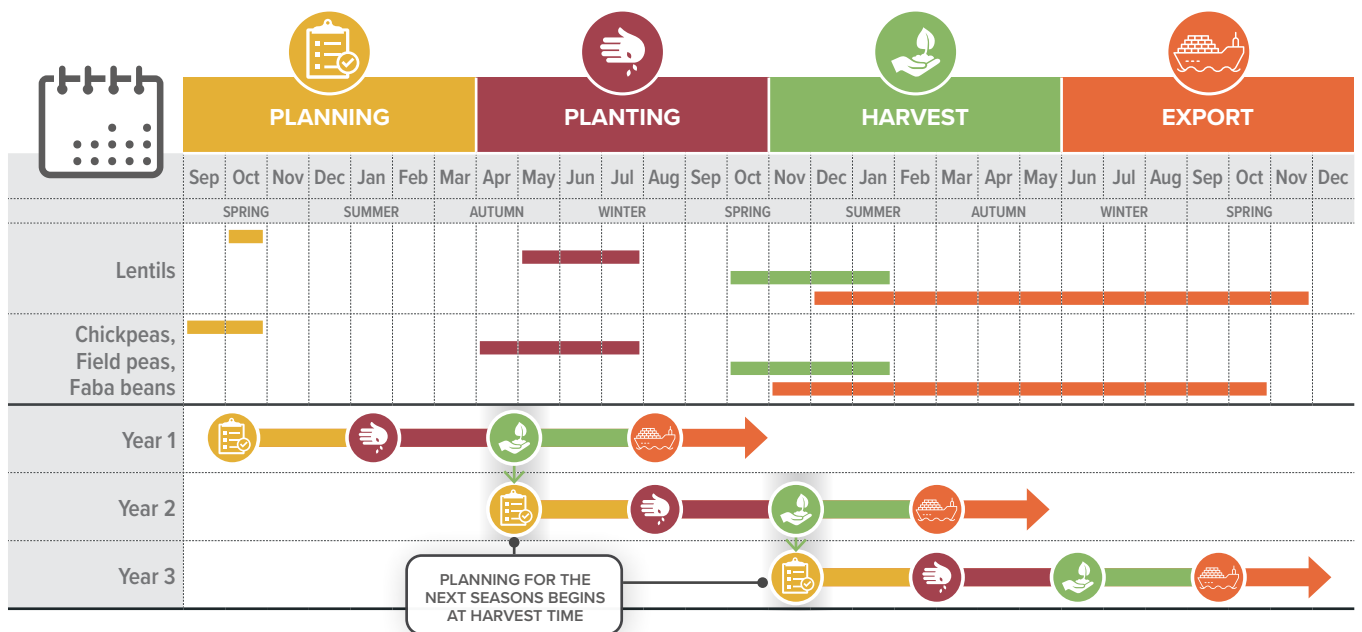 PLANNING PLANTING HARVEST EXPORT
Sep Oct Nov Dec Jan Feb Mar Apr May Jun Jul Aug Sep Oct Nov Dec Jan Feb Mar Apr May Jun Jul Aug Sep Oct Nov Dec
SPRING SUMMER AUTUMN WINTER SPRING SUMMER AUTUMN WINTER SPRING
Lentils
Chickpeas,
Field peas,
Faba beans
Year 1
Year 2
Year 3
PLANNING FOR THE
NEXT SEASONS BEGINS
AT HARVEST TIME